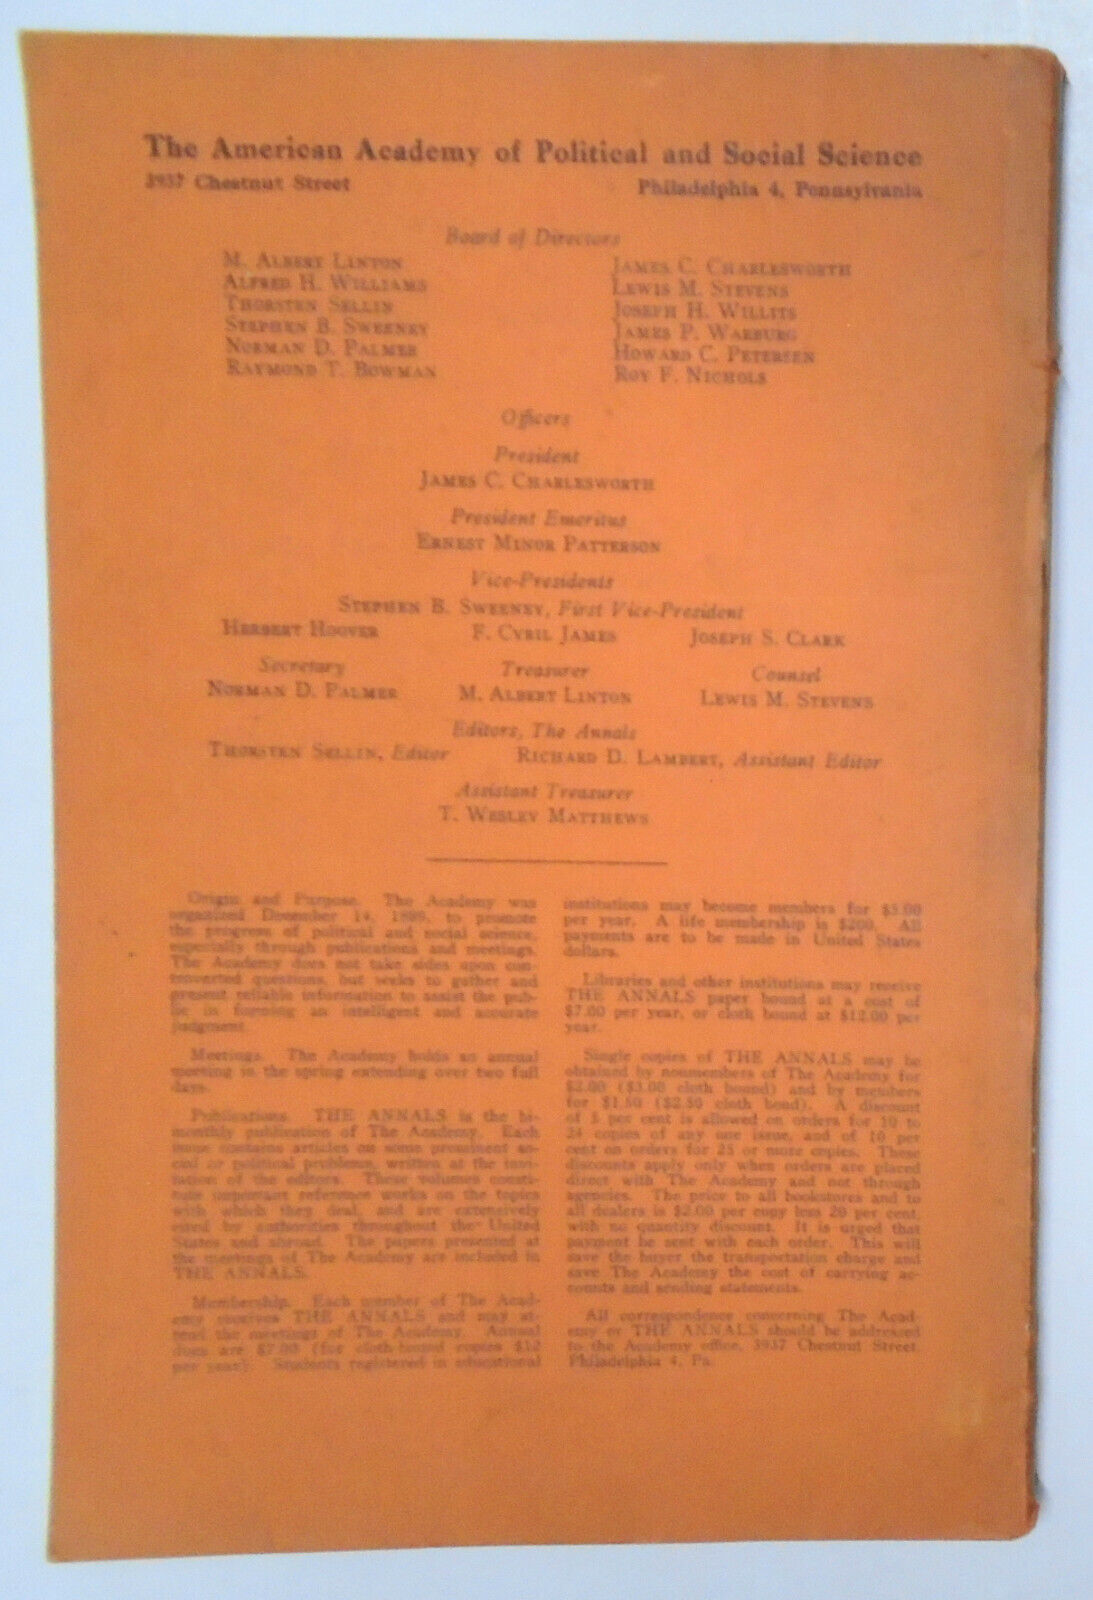 The American Academy of Political and Social Science
3937 Chestnut Street Philadelphia 4, Pennsylvania
Board of Directors
M. Albert Linton
Alfred H. Williams
Thorsten Sellin
Stephen B. Sweeney
Norman D. Palmer
Raymond T. Bowman
James C. Charlesworth
Lewis M. Stevens
Joseph H. Willits
James P. Warburg
Howard C. Petersen
Roy F. Nichols
Officers
President
James C. Charlesworth
President Emeritus
Ernest Minor Patterson
Vice-Presidents
Stephen B. Sweeney, First Vice-President
Herbert Hoover F. Cyril James Joseph S. Clark
Secretary Treasurer Counsel
Norman D. Palmer M. Albert Linton Lewis M. Stevens
Editors, The Annals
Thorsten Sellin, Editor Richard D. Lambert, Assistant Editor
Assistant Treasurer
T. Wesley Matthews
Origin and Purpose. The Academy was
organized December 14, 1889, to promote
the progress of political and social science,
especially through publications and meetings.
The Academy does not take sides upon con-
troverted questions, but seeks to gather and
present reliable information to assist the pub-
lic in forming an intelligent and accurate
judgment.
Meetings. The Academy holds an annual
meeting in the spring extending over two full
days.
Publications. THE ANNALS is the bi-
monthly publication of The Academy. Each
issue contains articles on some prominent so-
cial or political problems, written at the invi-
tation of the editors. These volumes consti-
tute important reference works on the topics
with which they deal, and are extensively
cited by authorities throughout the United
States and abroad. The papers presented at
the meetings of The Academy are included in
THE ANNALS.
Membership. Each member of The Acad-
emy receives THE ANNALS and may at-
tend the meetings of The Academy. Annual
dues are $7.00 (for cloth-bound copies $12
per year). Students registered in educational
institutions may become members for $5.00
per year. A life membership is $200. All
payments are to be made in United States
dollars.
Libraries and other institutions may receive
THE ANNALS paper bound at a cost of
$7.00 per year, or cloth bound at $12.00 per
year.
Single copies of THE ANNALS may be
obtained by nonmembers of The Academy for
$2.00 ($3.00 cloth bound) and by members
for $1.50 ($2.50 cloth bond). A discount
of 5 per cent is allowed on orders for 10 to
24 copies of any one issue, and of 10 per
cent on orders for 25 or more copies. These
discounts apply only when orders are placed
direct with The Academy and not through
agencies. The price to all bookstores and to
all dealers is $2.00 per copy less 20 per cent,
with no quantity discount. It is urged that
payment be sent with each order. This will
save the buyer the transportation charge and
save The Academy the cost of carrying ac-
counts and sending statements.
All correspondence concerning The Acad-
emy or THE ANNALS should be addressed
to the Academy office, 3937 Chestnut Street,
Philadelphia 4, Pa.